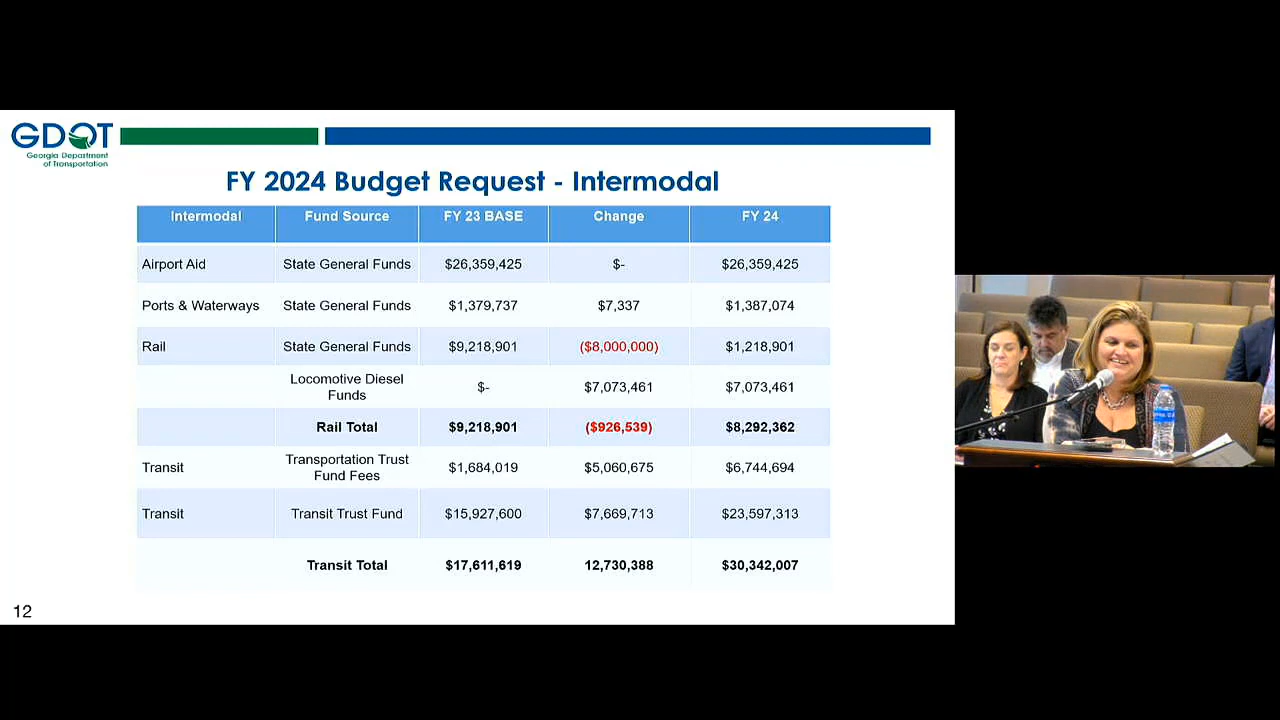 GDOT
Georgia Department
of Transportation
FY 2024 Budget Request - Intermodal
Intermodal Fund Source FY 23 BASE Change FY 24
Airport Aid State General Funds $26,359,425 $- $26,359,425
Ports & Waterways State General Funds $1,379,737 $7,337 $1,387,074
Rail State General Funds $9,218,901 ($8,000,000) $1,218,901
Locomotive Diesel
Funds $- $7,073,461 $7,073,461
Rail Total $9,218,901 ($926,539) $8,292,362
Transit Transportation Trust
Fund Fees $1,684,019 $5,060,675 $6,744,694
Transit Transit Trust Fund $15,927,600 $7,669,713 $23,597,313
Transit Total $17,611,619 12,730,388 $30,342,007
12